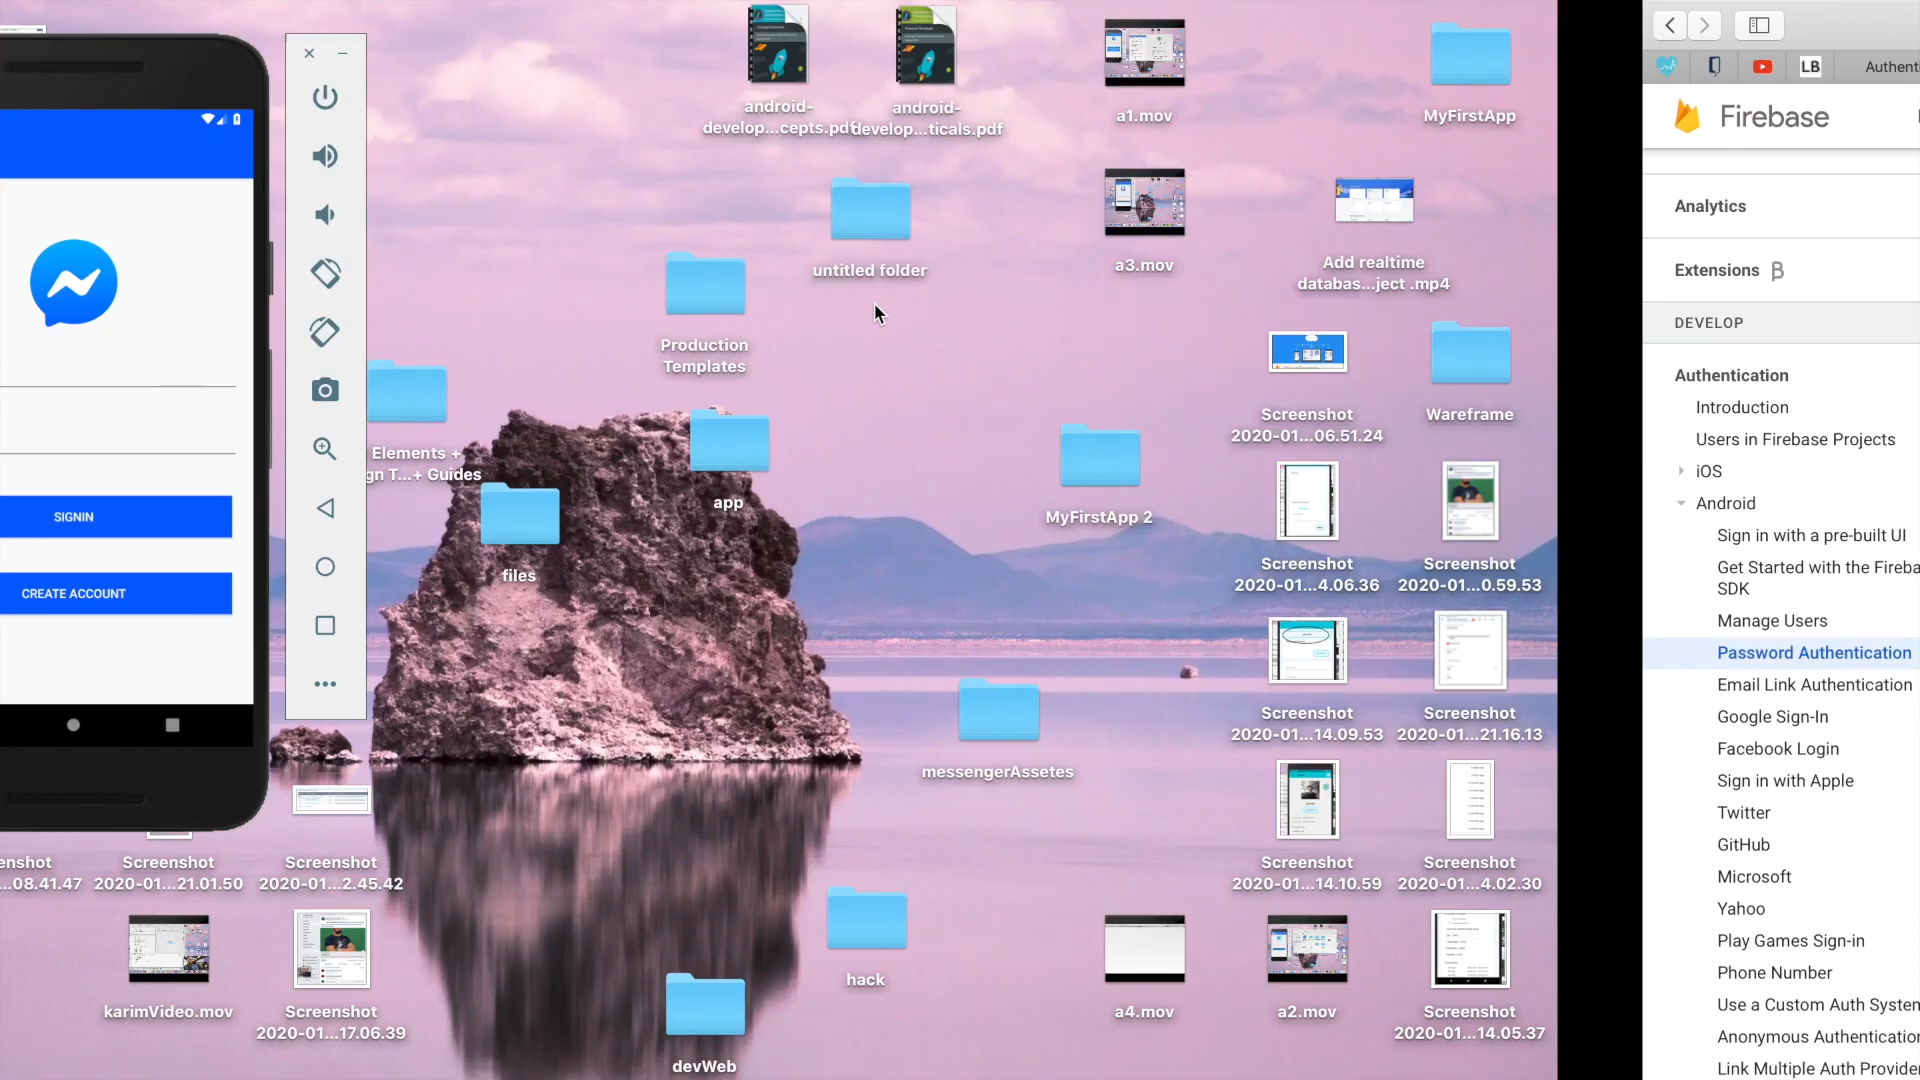 SIGNIN
CREATE ACCOUNT
android-
develop...cepts.pdf
android-
develop...ticals.pdf
a1.mov
MyFirstApp
untitled folder
a3.mov
Add realtime
databas...ject .mp4
Production
Templates
Elements +
gn T...+ Guides
app
files
MyFirstApp 2
Screenshot
2020-01...06.51.24
Wareframe
Screenshot
2020-01...4.06.36
Screenshot
2020-01...0.59.53
messengerAssetes
Screenshot
2020-01...14.09.53
Screenshot
2020-01...21.16.13
enshot
...08.41.47
Screenshot
2020-01...21.01.50
Screenshot
2020-01...2.45.42
Screenshot
2020-01...14.10.59
Screenshot
2020-01...4.02.30
karimVideo.mov
Screenshot
2020-01...17.06.39
hack
devWeb
a4.mov
a2.mov
Screenshot
2020-01...14.05.37
LB
Authenti
Firebase
Analytics
Extensions β
DEVELOP
Authentication
Introduction
Users in Firebase Projects
iOS
Android
Sign in with a pre-built UI
Get Started with the Fireba
SDK
Manage Users
Password Authentication
Email Link Authentication
Google Sign-In
Facebook Login
Sign in with Apple
Twitter
GitHub
Microsoft
Yahoo
Play Games Sign-in
Phone Number
Use a Custom Auth System
Anonymous Authentication
Link Multiple Auth Provide